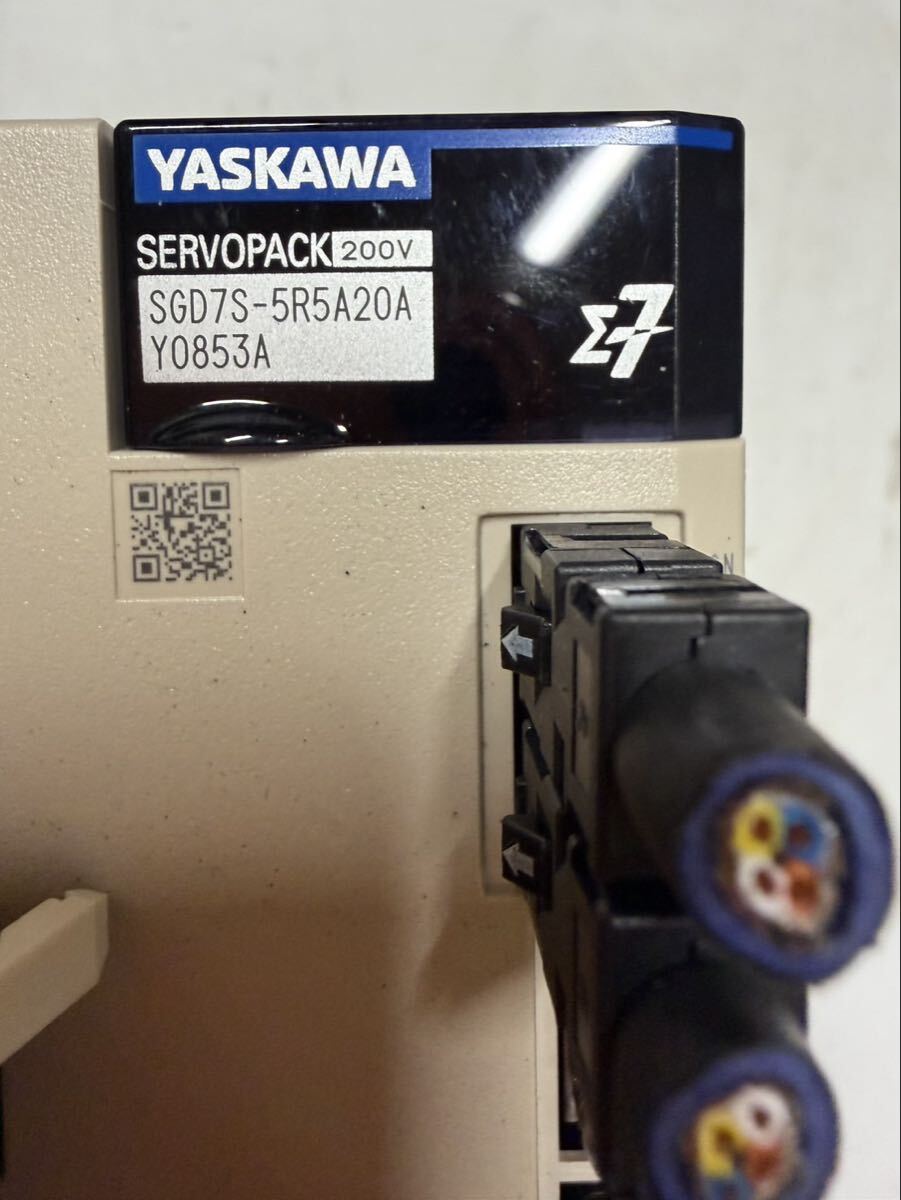 YASKAWA
SERVOPACK 200V
SGD7S-5R5A20A
Y0853A
Σ7